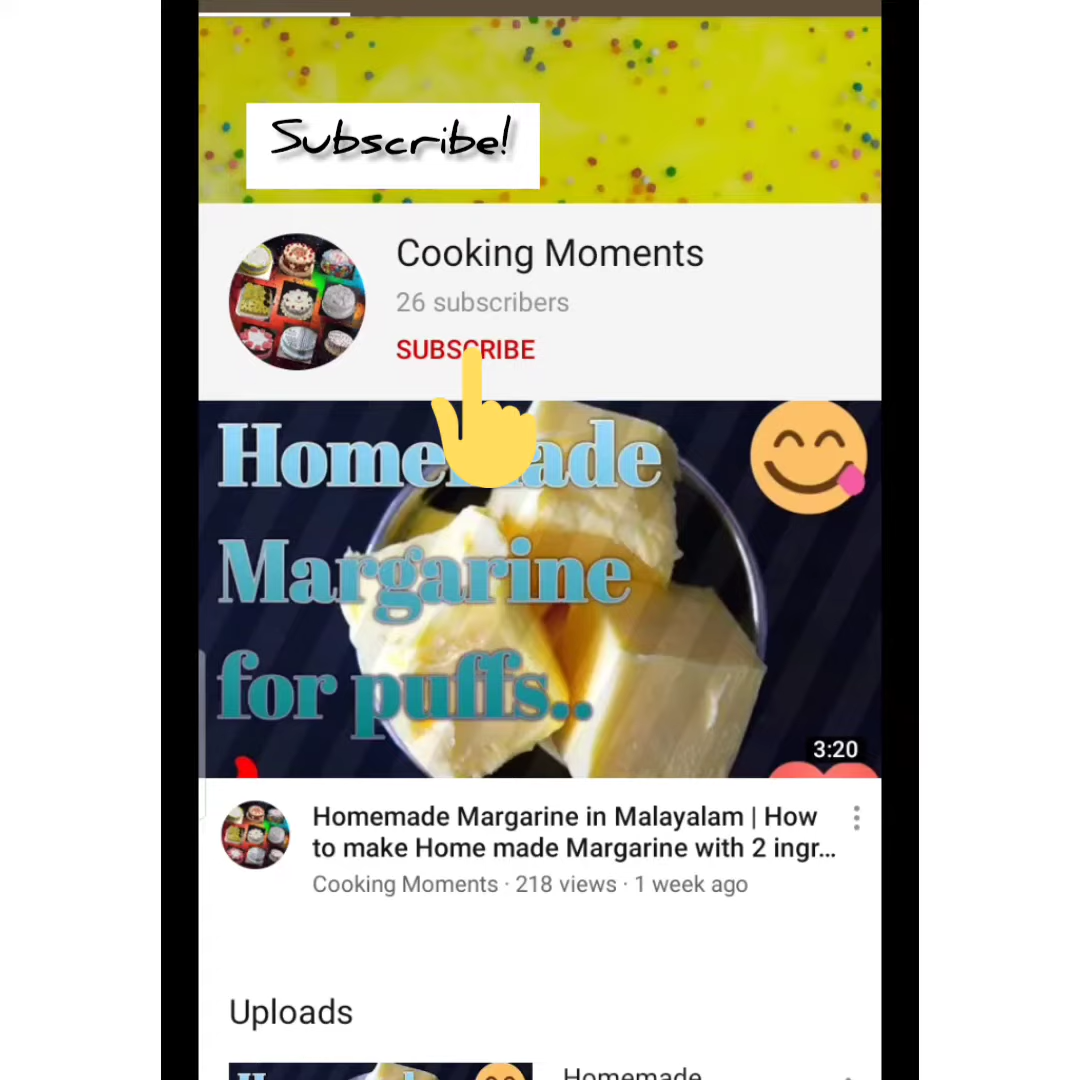 Subscribe!
Cooking Moments
26 subscribers
SUBSCRIBE
Homemade
Margarine
for puffs..
3:20
Homemade Margarine in Malayalam | How
to make Home made Margarine with 2 ingr...
Cooking Moments · 218 views · 1 week ago
Uploads
Homemade